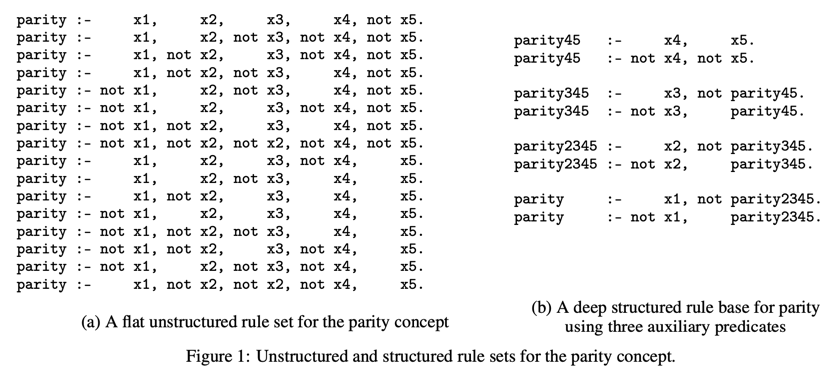 parity :- x1, x2, x3, x4, not x5.
parity :- x1, x2, not x3, not x4, not x5.
parity :- x1, not x2, x3, not x4, not x5.
parity :- x1, not x2, not x3, x4, not x5.
parity :- not x1, x2, not x3, x4, not x5.
parity :- not x1, x2, x3, not x4, not x5.
parity :- not x1, not x2, x3, x4, not x5.
parity :- not x1, not x2, not x2, not x4, not x5.
parity :- x1, x2, x3, not x4, x5.
parity :- x1, x2, not x3, x4, x5.
parity :- x1, not x2, x3, x4, x5.
parity :- not x1, x2, x3, x4, x5.
parity :- not x1, not x2, not x3, x4, x5.
parity :- not x1, not x2, x3, not x4, x5.
parity :- not x1, x2, not x3, not x4, x5.
parity :- x1, not x2, not x2, not x4, x5.
(a) A flat unstructured rule set for the parity concept
parity45 :- x4, x5.
parity45 :- not x4, not x5.
parity345 :- x3, not parity45.
parity345 :- not x3, parity45.
parity2345 :- x2, not parity345.
parity2345 :- not x2, parity345.
parity :- x1, not parity2345.
parity :- not x1, parity2345.
(b) A deep structured rule base for parity
using three auxiliary predicates
Figure 1: Unstructured and structured rule sets for the parity concept.